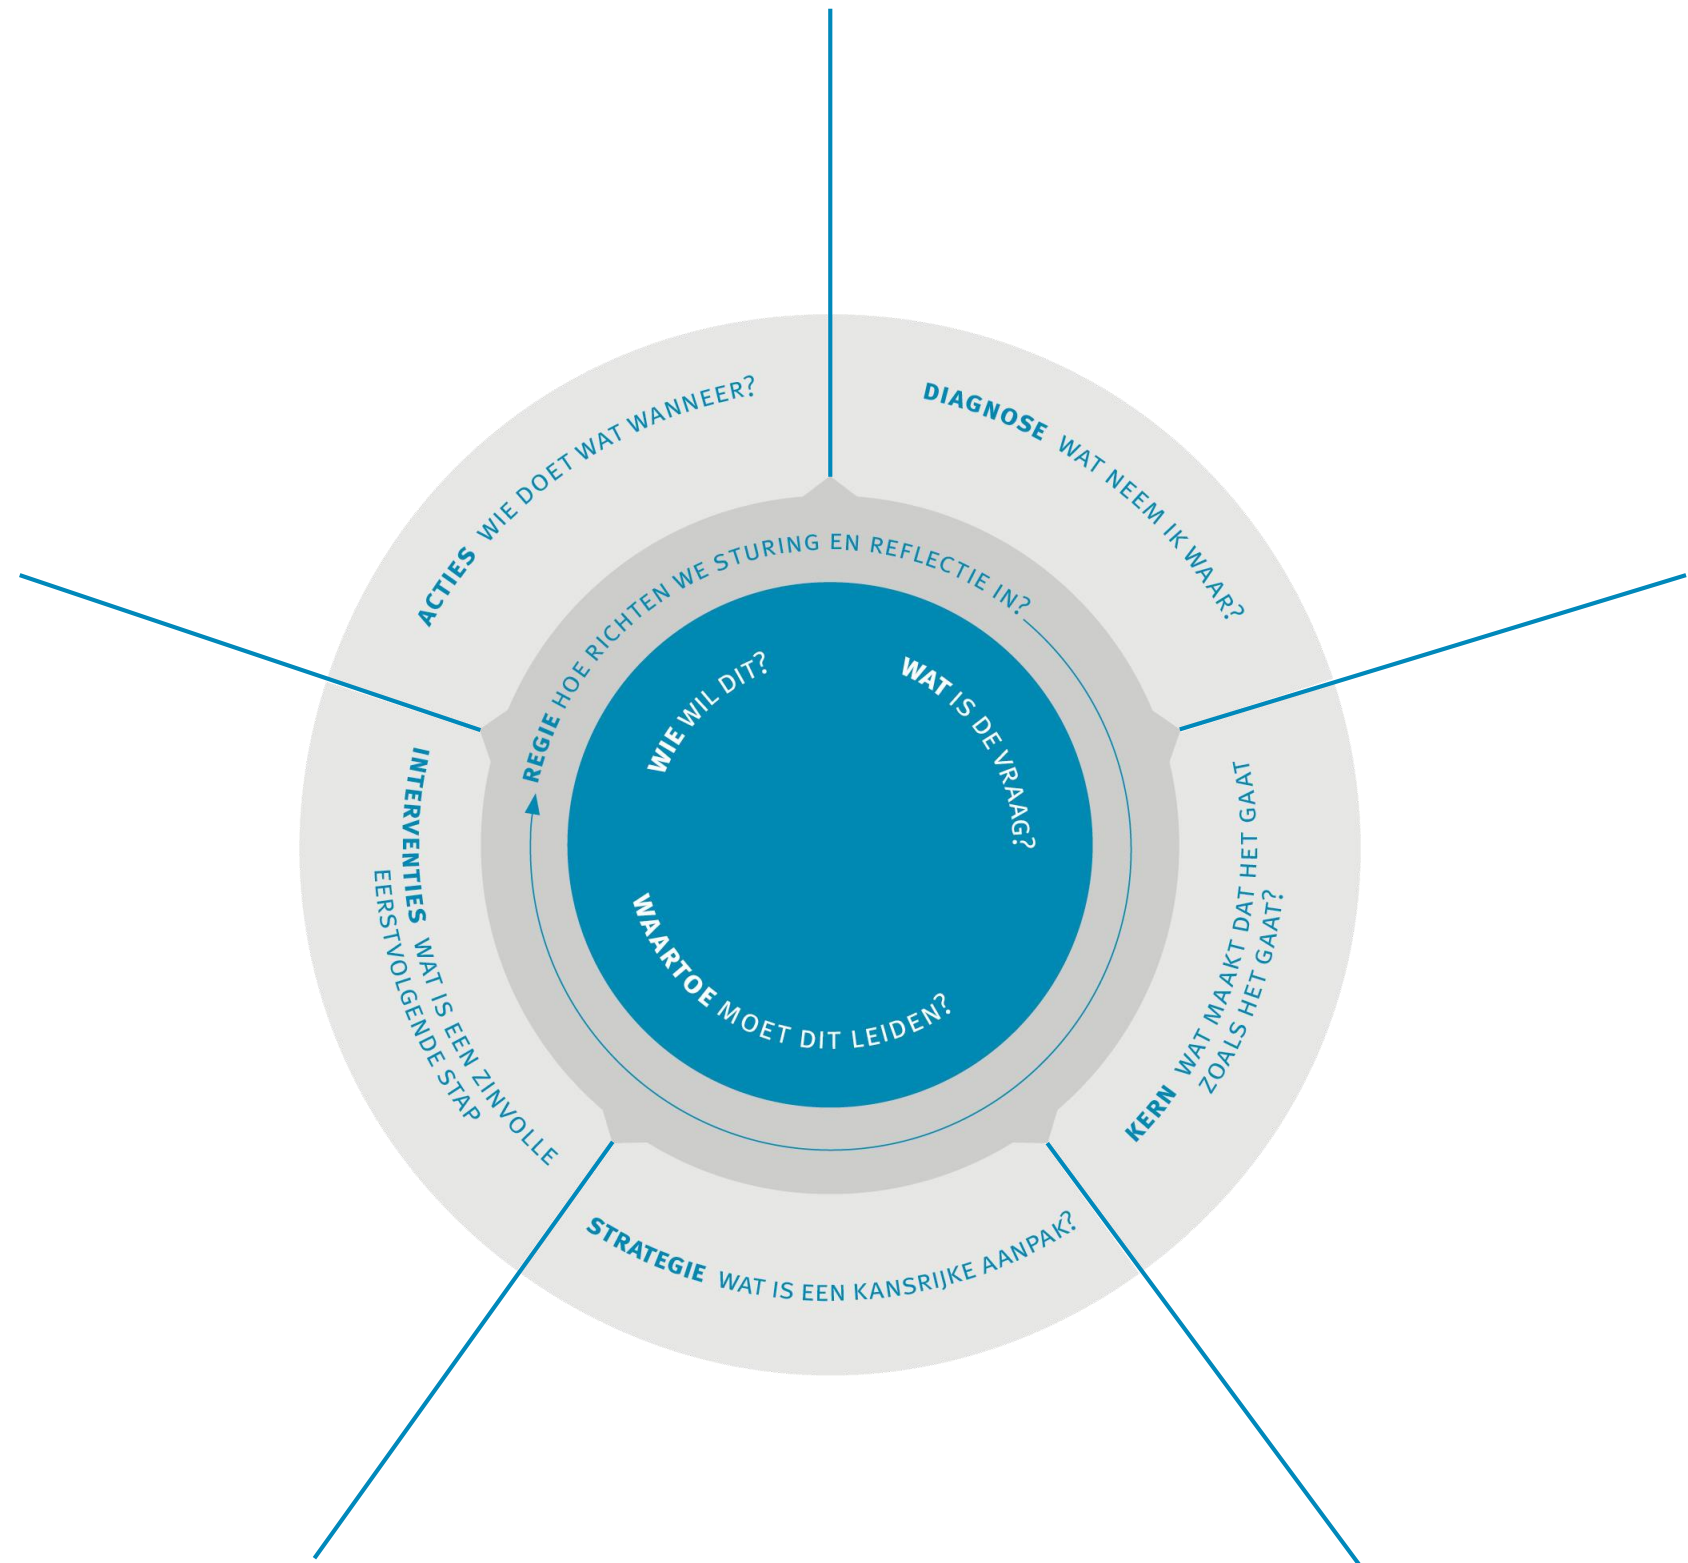 DIAGNOSE WAT NEEM IK WAAR?
KERN WAT MAAKT DAT HET GAAT
ZOALS HET GAAT?
STRATEGIE WAT IS EEN KANSRIJKE AANPAK?
INTERVENTIES WAT IS EEN ZINVOLLE
EERSTVOLGENDE STAP
ACTIES WIE DOET WAT WANNEER?
REGIE HOE RICHTEN WE STURING EN REFLECTIE IN?
WIE WIL DIT?
WAT IS DE VRAAG?
WAARTOE MOET DIT LEIDEN?